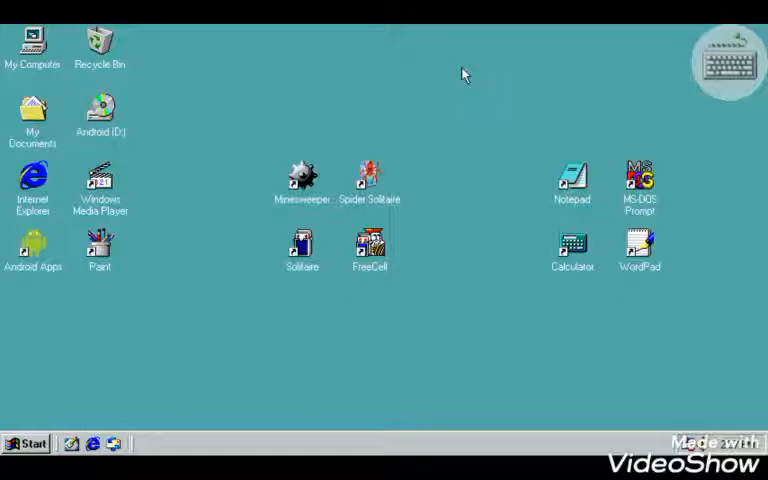 My Computer
Recycle Bin
My
Documents
Android (D:)
Internet
Explorer
Windows
Media Player
Minesweeper
Spider Solitaire
Notepad
MS-DOS
Prompt
Android Apps
Paint
Solitaire
FreeCell
Calculator
WordPad
Start
Made with
VideoShow